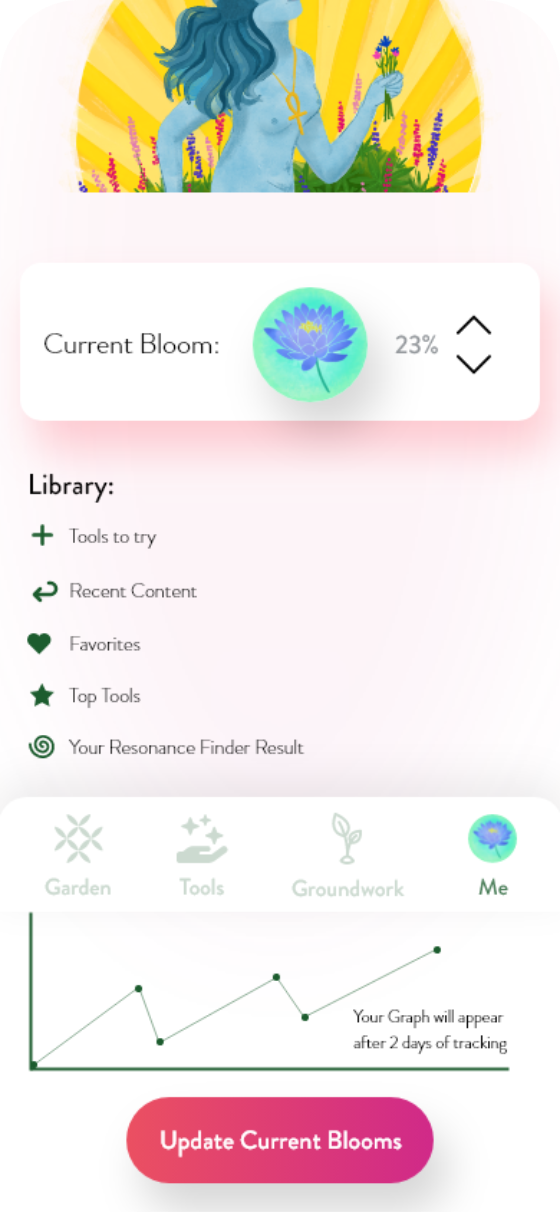 Current Bloom:
23%
Library:
Tools to try
Recent Content
Favorites
Top Tools
Your Resonance Finder Result
Garden
Tools
Groundwork
Me
Your Graph will appear
after 2 days of tracking
Update Current Blooms